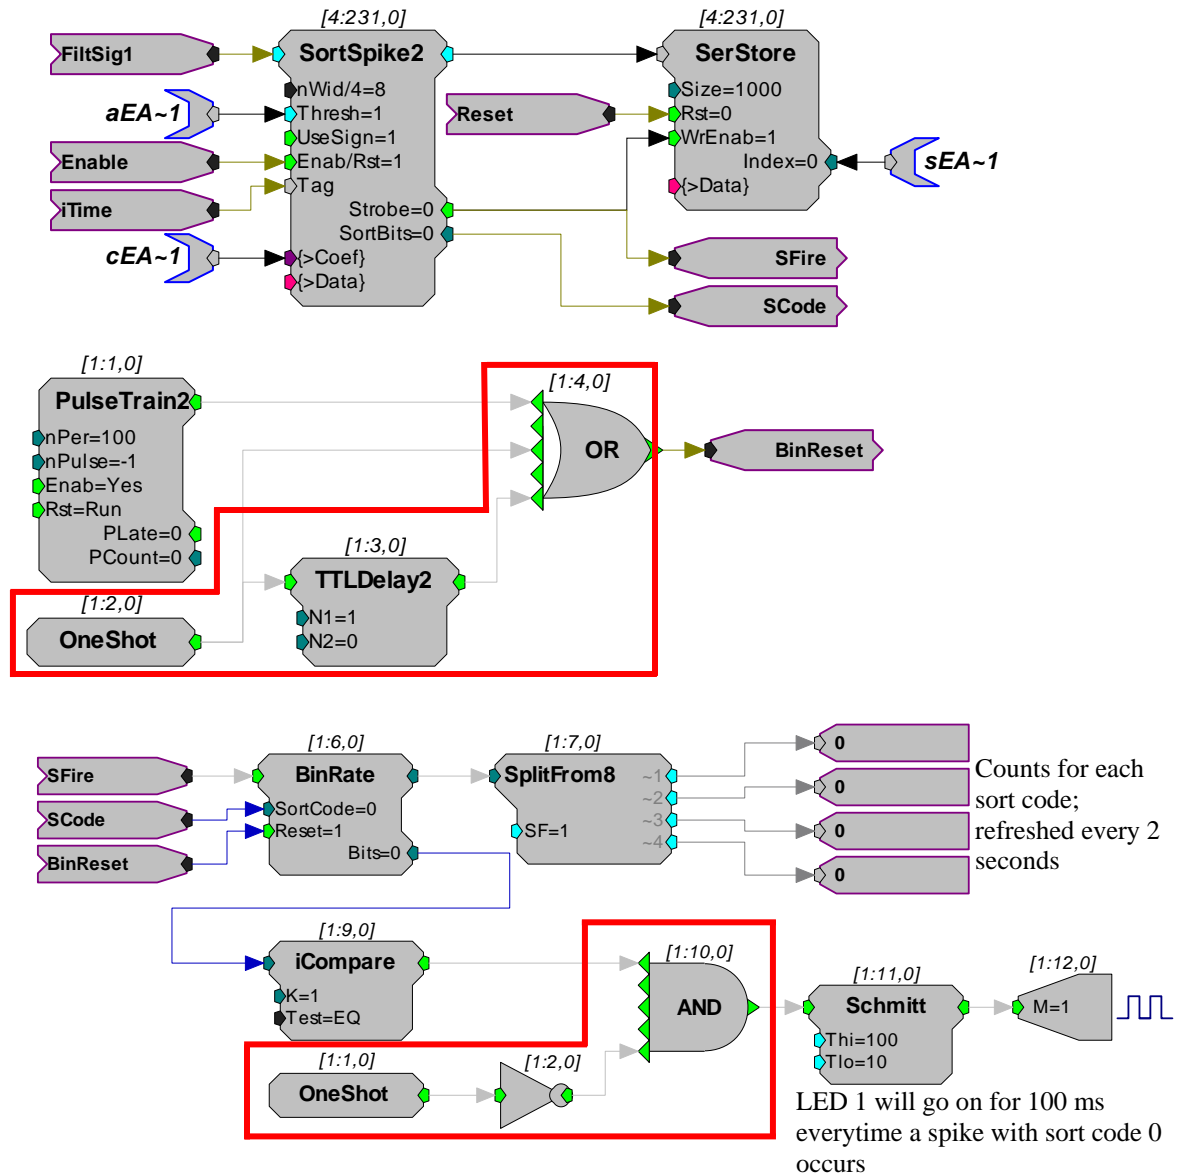 [4:231,0]
[4:231,0]
FiltSig1
SortSpike2
SerStore
nWid/4=8
Size=1000
aEA~1
Thresh=1
Reset
Rst=0
UseSign=1
WrEnab=1
Enable
Enab/Rst=1
Index=0
sEA~1
iTime
Tag
{>Data}
Strobe=0
SortBits=0
cEA~1
{>Coef}
SFire
{>Data}
SCode
[1:1,0]
[1:4,0]
PulseTrain2
nPer=100
OR
BinReset
nPulse=-1
Enab=Yes
Rst=Run
PLate=0
PCount=0
[1:3,0]
TTLDelay2
[1:2,0]
N1=1
OneShot
N2=0
[1:6,0]
[1:7,0]
0
SFire
BinRate
SplitFrom8
~1
Counts for each
0
sort code;
~2
SCode
SortCode=0
refreshed every 2
0
~3
Reset=1
SF=1
seconds
~4
Bits=0
BinReset
0
[1:9,0]
[1:10,0]
iCompare
[1:11,0]
[1:12,0]
K=1
AND
Schmitt
M=1
Test=EQ
Thi=100
[1:1,0]
[1:2,0]
Tlo=10
OneShot
LED 1 will go on for 100 ms
everytime a spike with sort code 0
occurs